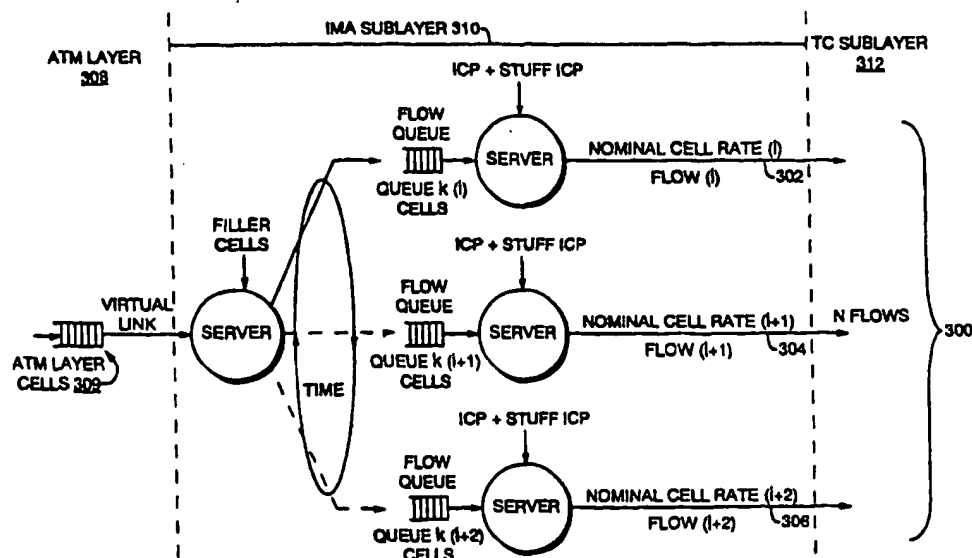 IMA SUBLAYER 310
ATM LAYER
308
TC SUBLAYER
312
ICP + STUFF ICP
FLOW
QUEUE
SERVER
NOMINAL CELL RATE (i)
302
FLOW (i)
QUEUE k (i)
CELLS
FILLER
CELLS
ICP + STUFF ICP
FLOW
QUEUE
VIRTUAL
LINK
SERVER
SERVER
NOMINAL CELL RATE (i+1)
304
FLOW (i+1)
N FLOWS
300
ATM LAYER
CELLS 309
TIME
QUEUE k (i+1)
CELLS
ICP + STUFF ICP
FLOW
QUEUE
SERVER
NOMINAL CELL RATE (i+2)
306
FLOW (i+2)
QUEUE k (i+2)
CELLS